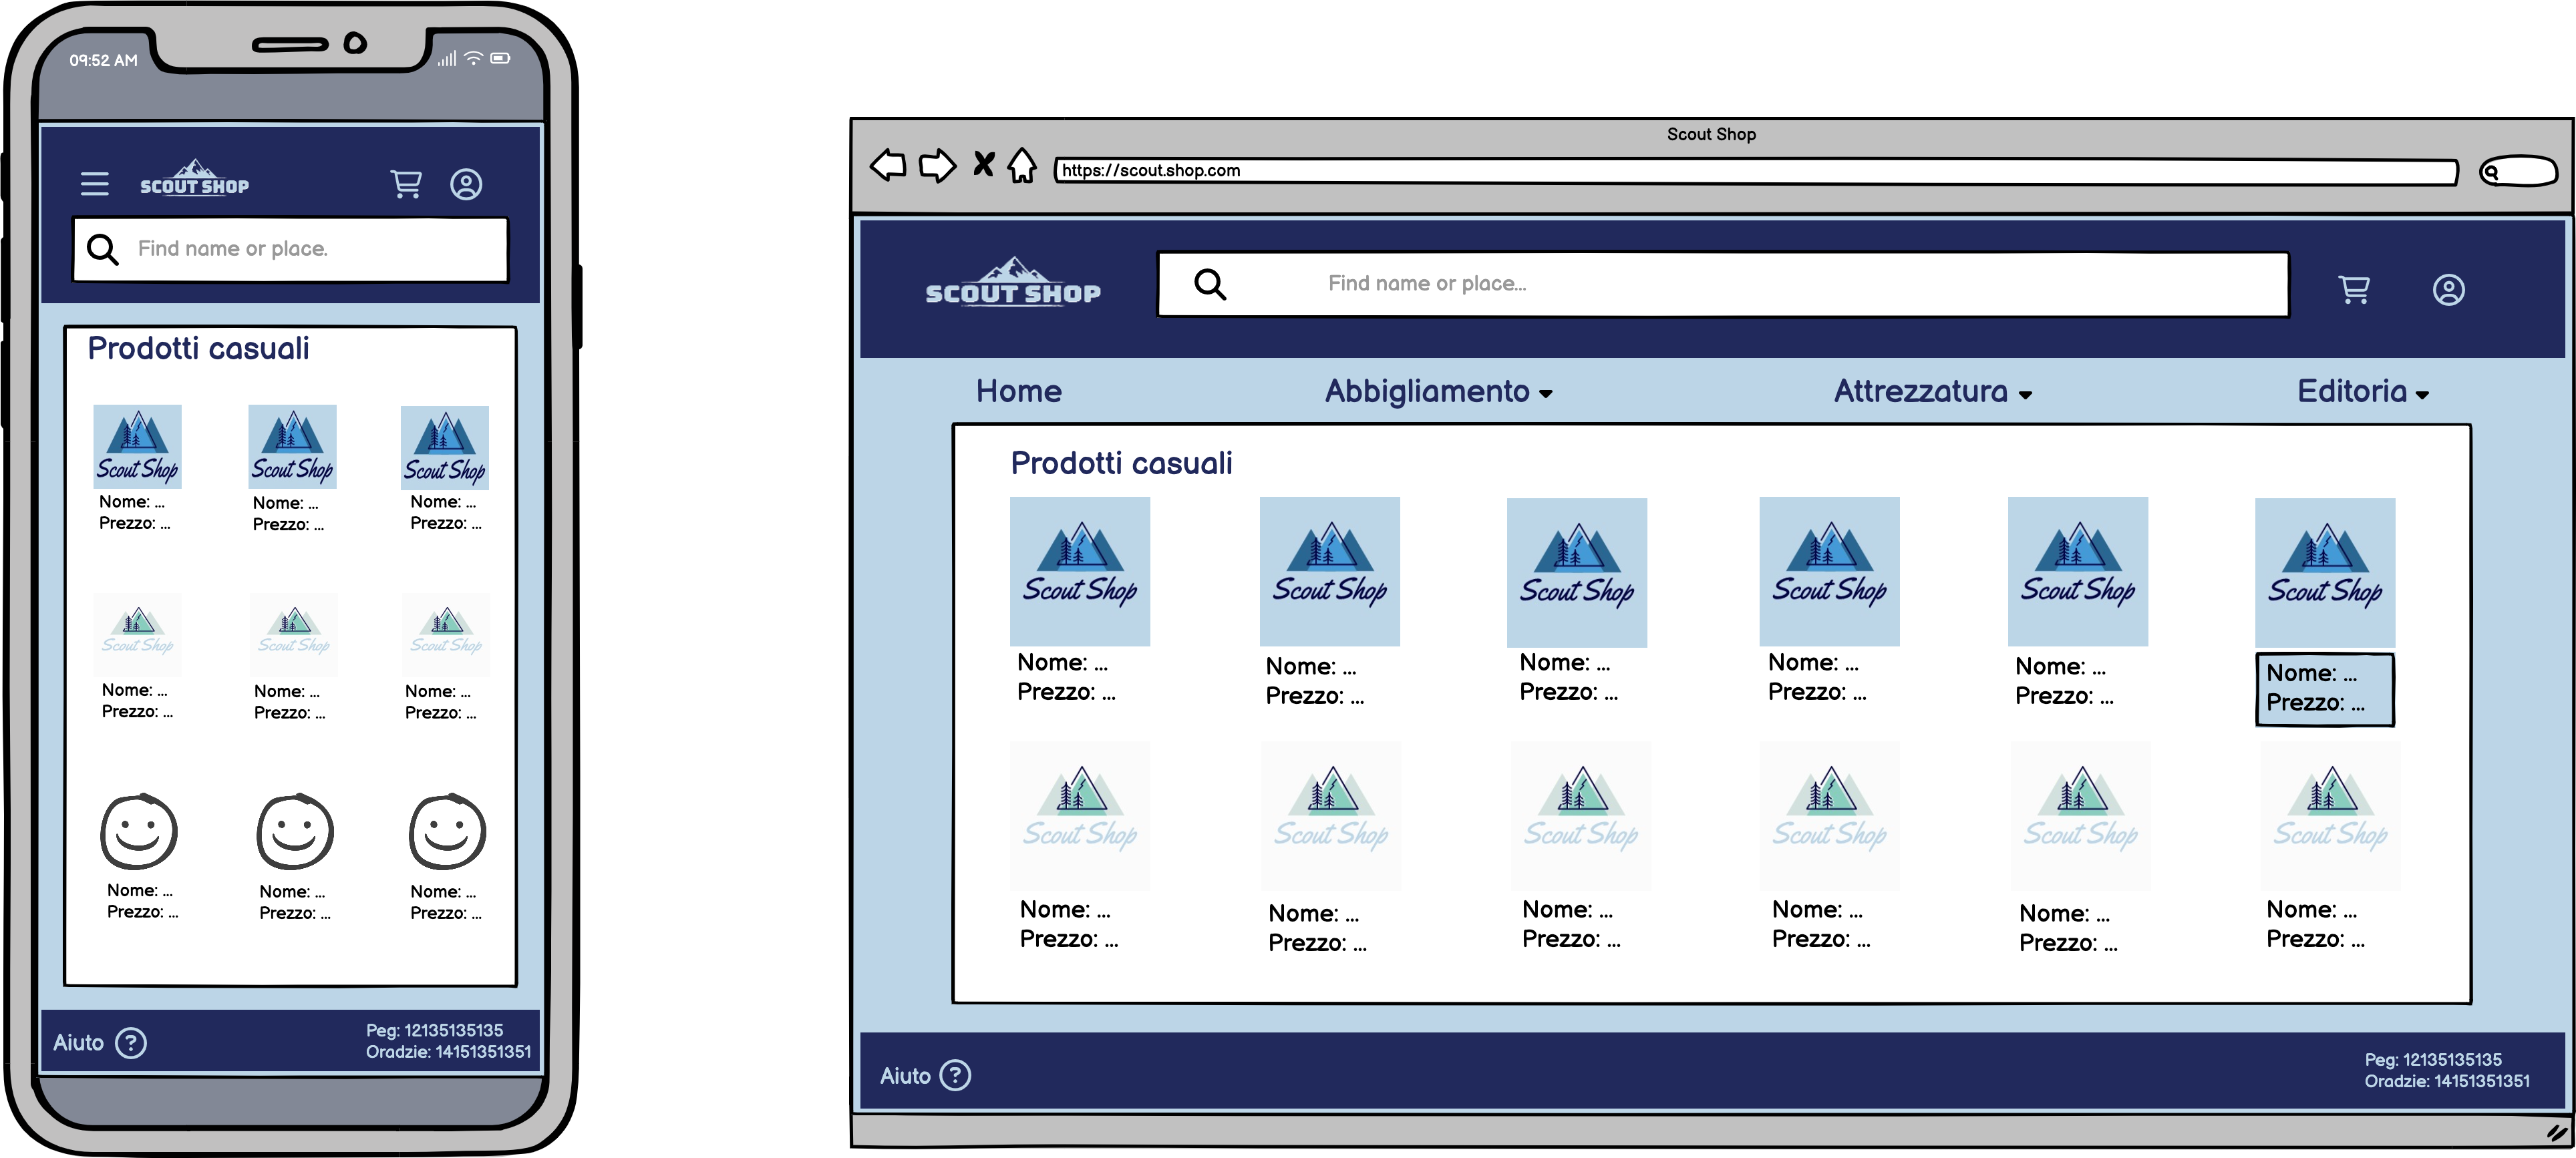 09:52 AM
SCOUT SHOP
Find name or place.
Prodotti casuali
Scout Shop Scout Shop Scout Shop
Nome: ... Nome: ... Nome: ...
Prezzo: ... Prezzo: ... Prezzo: ...
Scout Shop Scout Shop Scout Shop
Nome: ... Nome: ... Nome: ...
Prezzo: ... Prezzo: ... Prezzo: ...
Nome: ... Nome: ... Nome: ...
Prezzo: ... Prezzo: ... Prezzo: ...
Aiuto ?
Peg: 12135135135
Oradzie: 14151351351
Scout Shop
https://scout.shop.com
SCOUT SHOP
Find name or place...
Home Abbigliamento Attrezzatura Editoria
Prodotti casuali
Scout Shop Scout Shop Scout Shop Scout Shop Scout Shop Scout Shop
Nome: ... Nome: ... Nome: ... Nome: ... Nome: ... Nome: ...
Prezzo: ... Prezzo: ... Prezzo: ... Prezzo: ... Prezzo: ... Prezzo: ...
Scout Shop Scout Shop Scout Shop Scout Shop Scout Shop Scout Shop
Nome: ... Nome: ... Nome: ... Nome: ... Nome: ... Nome: ...
Prezzo: ... Prezzo: ... Prezzo: ... Prezzo: ... Prezzo: ... Prezzo: ...
Aiuto ?
Peg: 12135135135
Oradzie: 14151351351